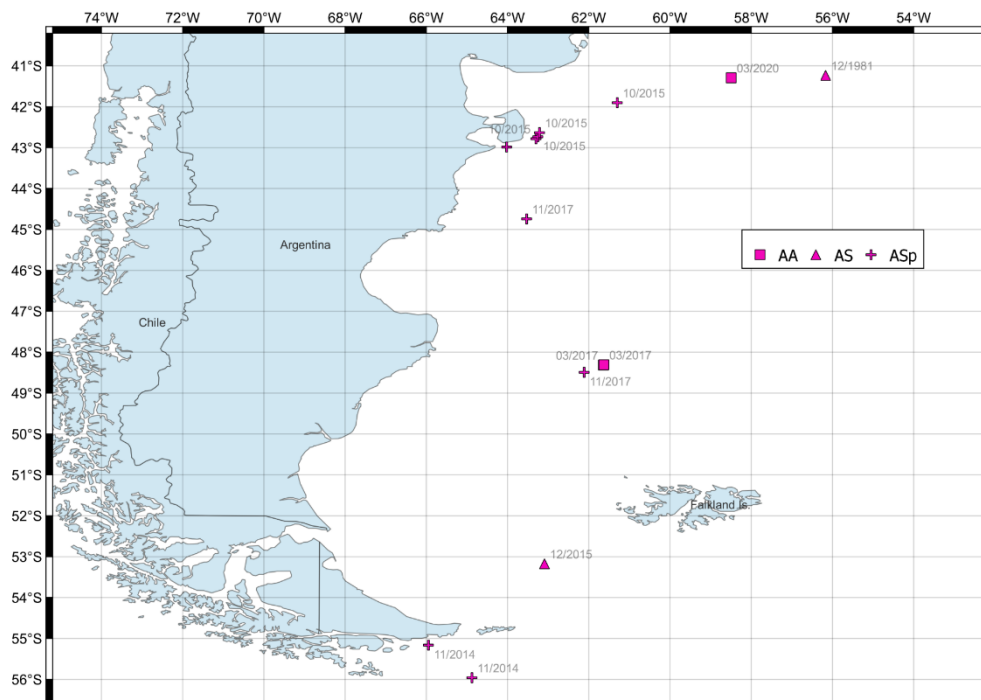 74°W 72°W 70°W 68°W 66°W 64°W 62°W 60°W 58°W 56°W 54°W
41°S
03/2020
12/1981
42°S
10/2015
10/2015
10/2015
43°S
10/2015
44°S
11/2017
45°S
Argentina
AA AS ASp
46°S
47°S
Chile
48°S
03/2017
03/2017
49°S
11/2017
50°S
51°S
52°S
Falkland Is.
53°S
12/2015
54°S
55°S
11/2014
56°S
11/2014